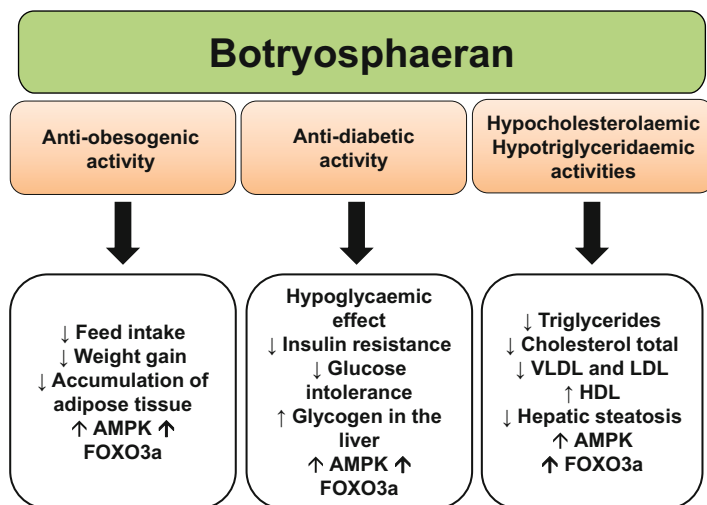 Botryosphaeran
Anti-obesogenic
activity
Anti-diabetic
activity
Hypocholesterolaemic
Hypotriglyceridaemic
activities
↓ Feed intake
↓ Weight gain
↓ Accumulation of
adipose tissue
↑ AMPK ↑
FOXO3a
Hypoglycaemic
effect
↓ Insulin resistance
↓ Glucose
intolerance
↑ Glycogen in the
liver
↑ AMPK ↑
FOXO3a
↓ Triglycerides
↓ Cholesterol total
↓ VLDL and LDL
↑ HDL
↓ Hepatic steatosis
↑ AMPK
↑ FOXO3a